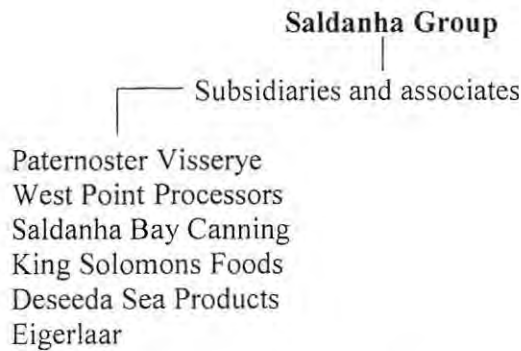 Saldanha Group
Subsidiaries and associates
Paternoster Visserye
West Point Processors
Saldanha Bay Canning
King Solomons Foods
Deseeda Sea Products
Eigerlaar